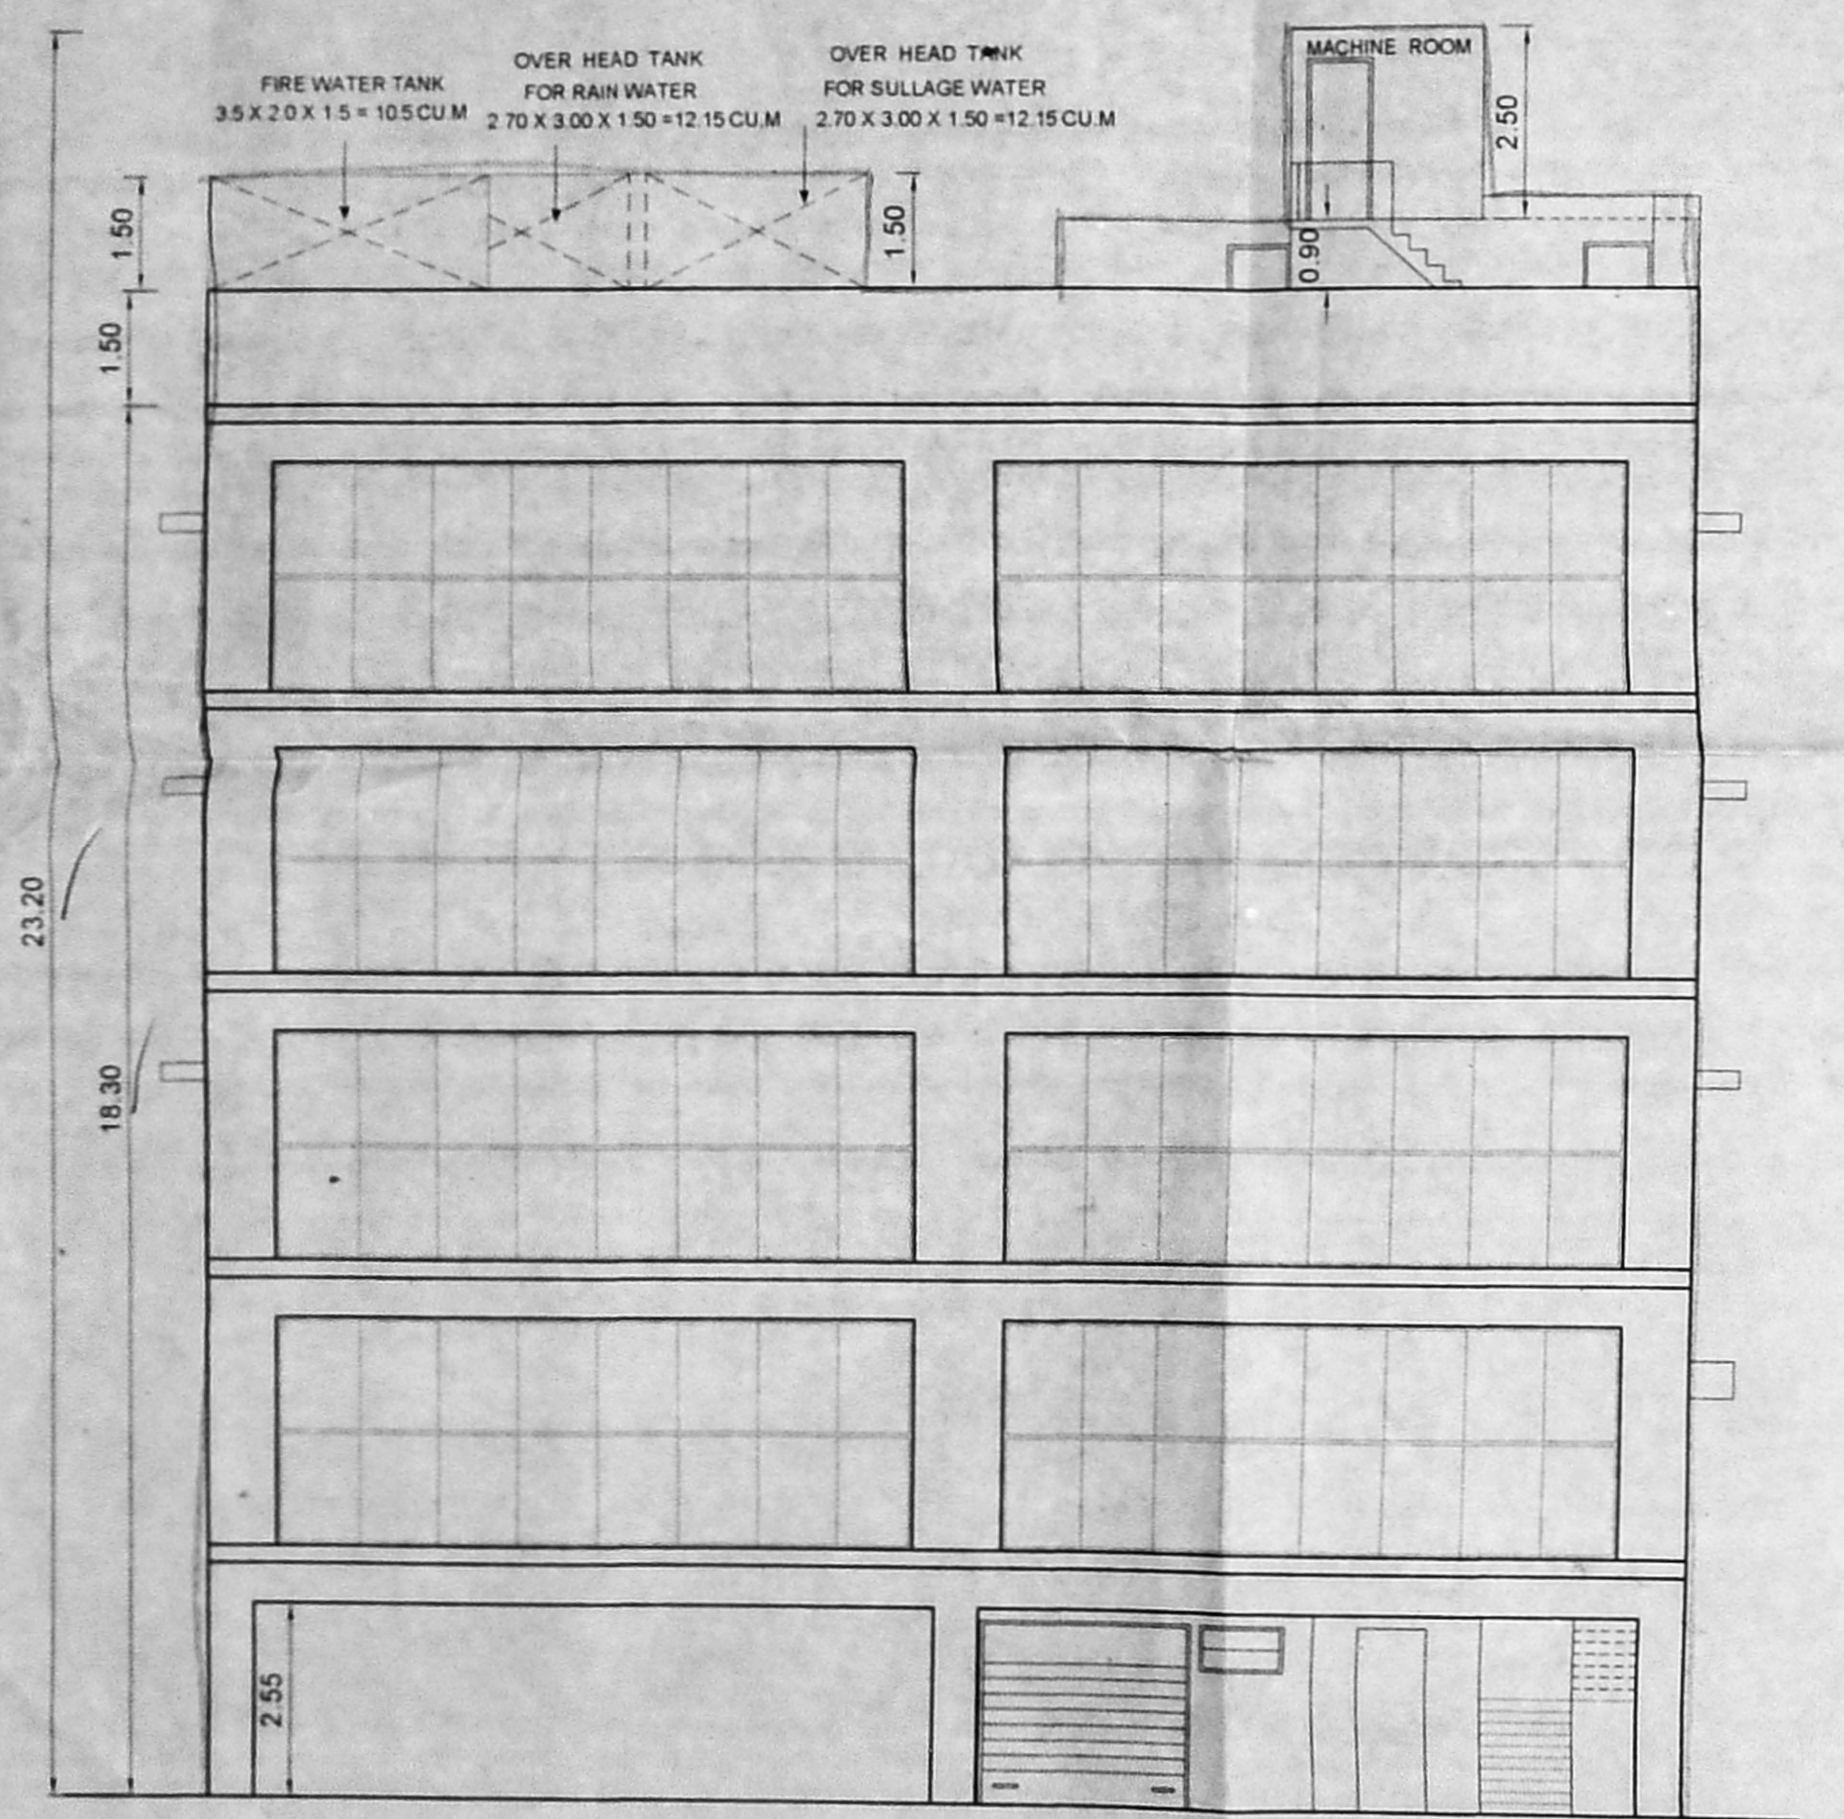 FIRE WATER TANK
3.5 X 2.0 X 1.5 = 10.5 CU.M
OVER HEAD TANK
FOR RAIN WATER
2.70 X 3.00 X 1.50 =12.15 CU.M
OVER HEAD TANK
FOR SULLAGE WATER
2.70 X 3.00 X 1.50 =12.15 CU.M
MACHINE ROOM
2.50
1.50
1.50
0.90
1.50
23.20
18.30
2.55